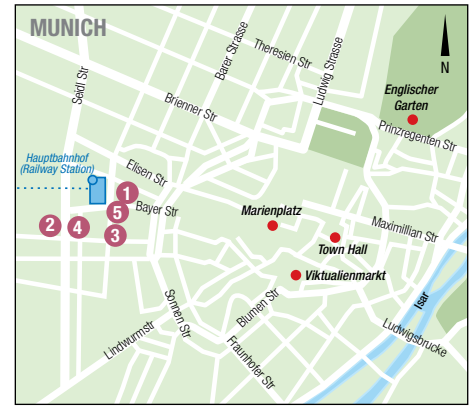 MUNICH
Seidl Str
Barer Strasse
Theresien Str
Ludwig Strasse
N
Brienner Str
Englischer
Garten
Prinzregenten Str
Hauptbahnhof
(Railway Station)
Elisen Str
1
5
Bayer Str
2
4
3
Marienplatz
Maximillian Str
Town Hall
Viktualienmarkt
Isar
Sonnen Str
Blumen Str
Lindwurmstr
Fraunhofer Str
Ludwigsbrucke